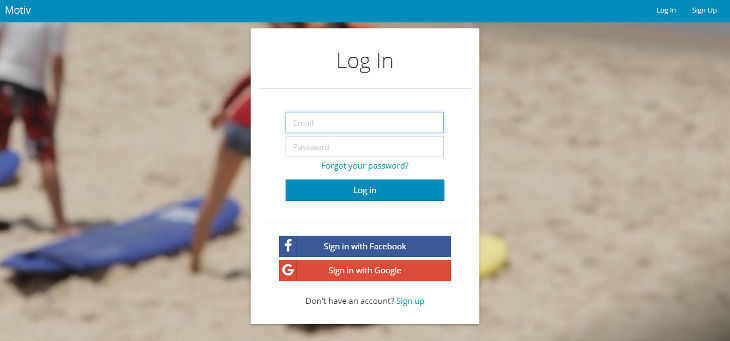 Motiv
Log In
Sign Up
Log In
Email
Password
Forgot your password?
Log in
Sign in with Facebook
Sign in with Google
Don't have an account? Sign up